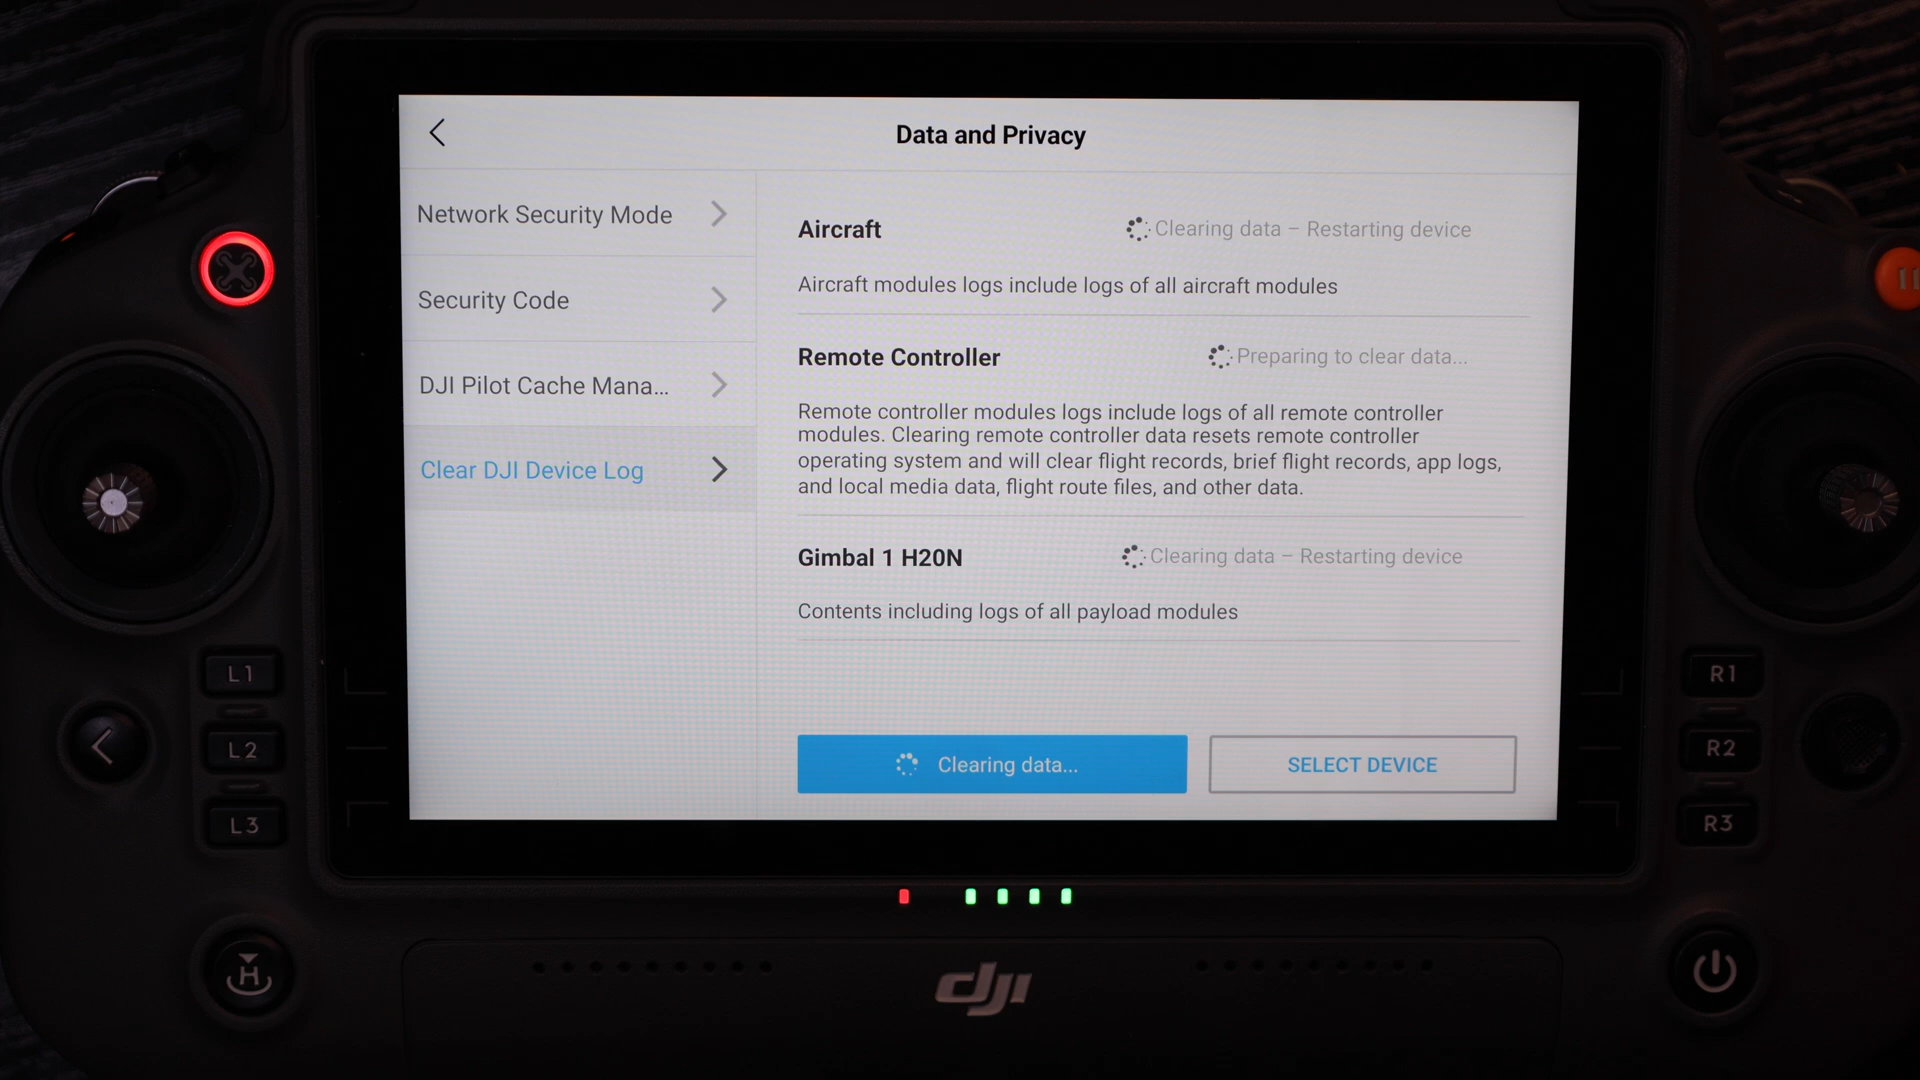 Data and Privacy
Network Security Mode
Security Code
DJI Pilot Cache Mana...
Clear DJI Device Log
Aircraft
Clearing data – Restarting device
Aircraft modules logs include logs of all aircraft modules
Remote Controller
Preparing to clear data...
Remote controller modules logs include logs of all remote controller
modules. Clearing remote controller data resets remote controller
operating system and will clear flight records, brief flight records, app logs,
and local media data, flight route files, and other data.
Gimbal 1 H20N
Clearing data – Restarting device
Contents including logs of all payload modules
Clearing data...
SELECT DEVICE
L1
L2
L3
R1
R2
R3
H
dji